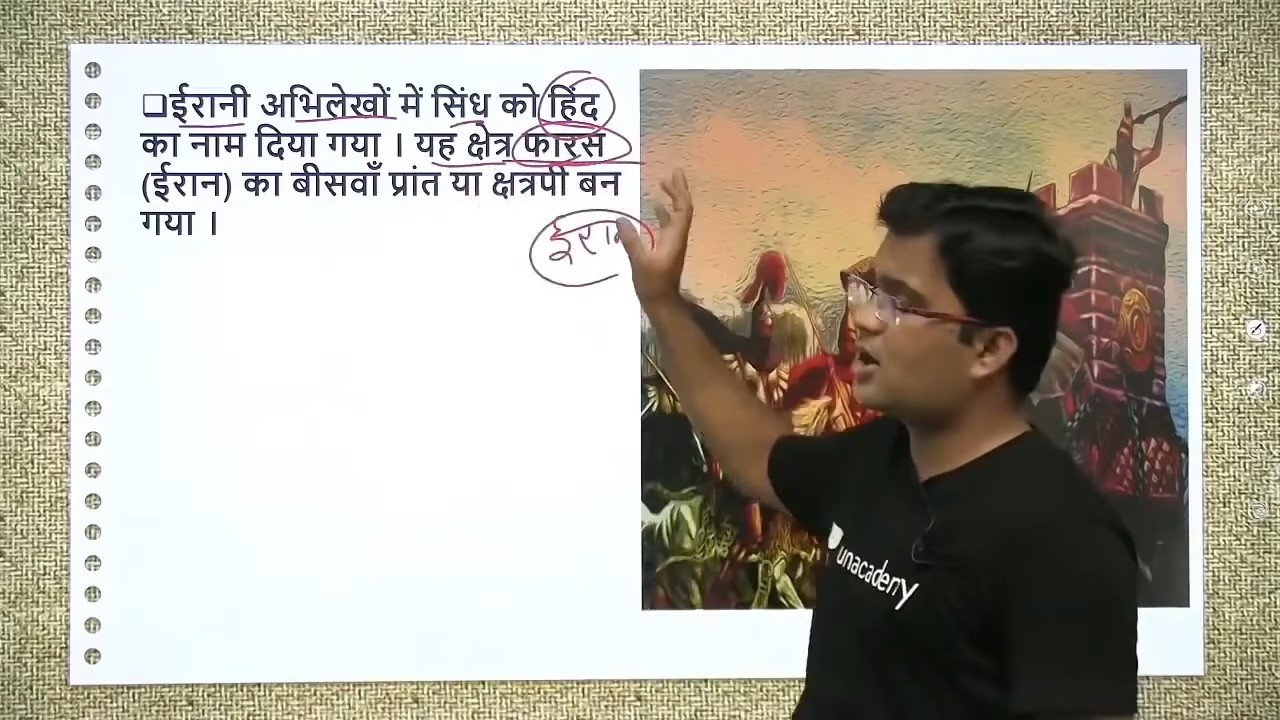 ❑ईरानी अभिलेखों में सिंधु को हिंद
का नाम दिया गया । यह क्षेत्र फारस
(ईरान) का बीसवाँ प्रांत या क्षत्रपी बन
गया ।
ईरान
unacademy